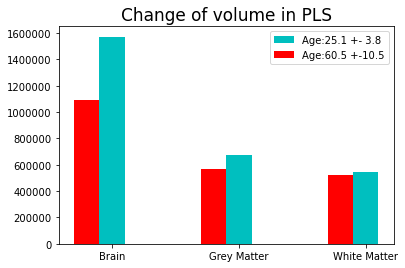 Change of volume in PLS
Age:25.1 +- 3.8
Age:60.5 +-10.5
1600000
1400000
1200000
1000000
800000
600000
400000
200000
0
Brain
Grey Matter
White Matter